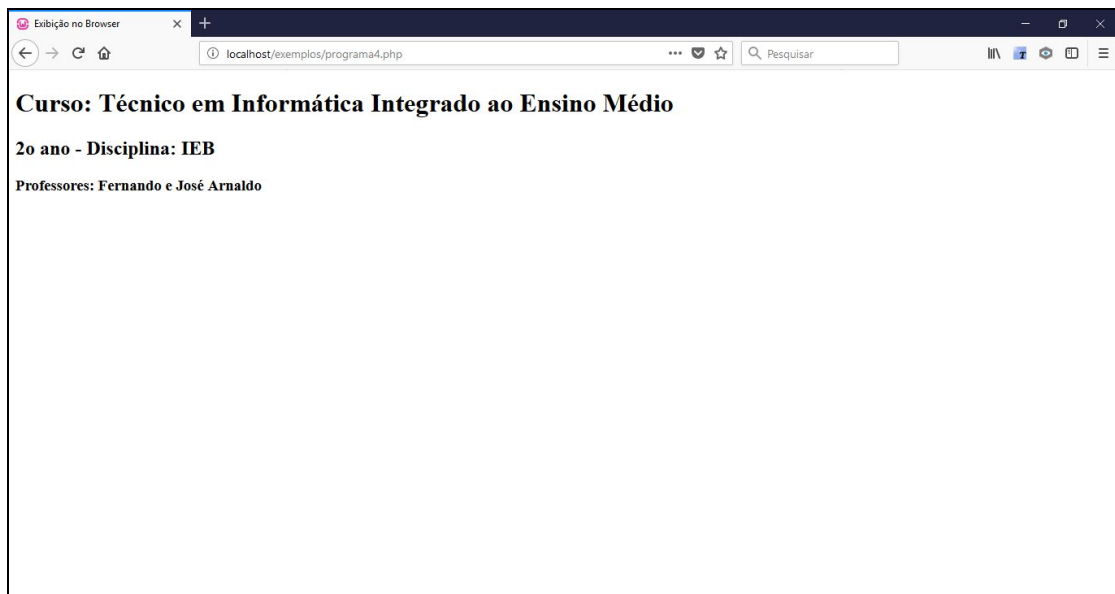 Exibição no Browser
localhost/exemplos/programa4.php
Pesquisar
Curso: Técnico em Informática Integrado ao Ensino Médio
2o ano - Disciplina: IEB
Professores: Fernando e José Arnaldo